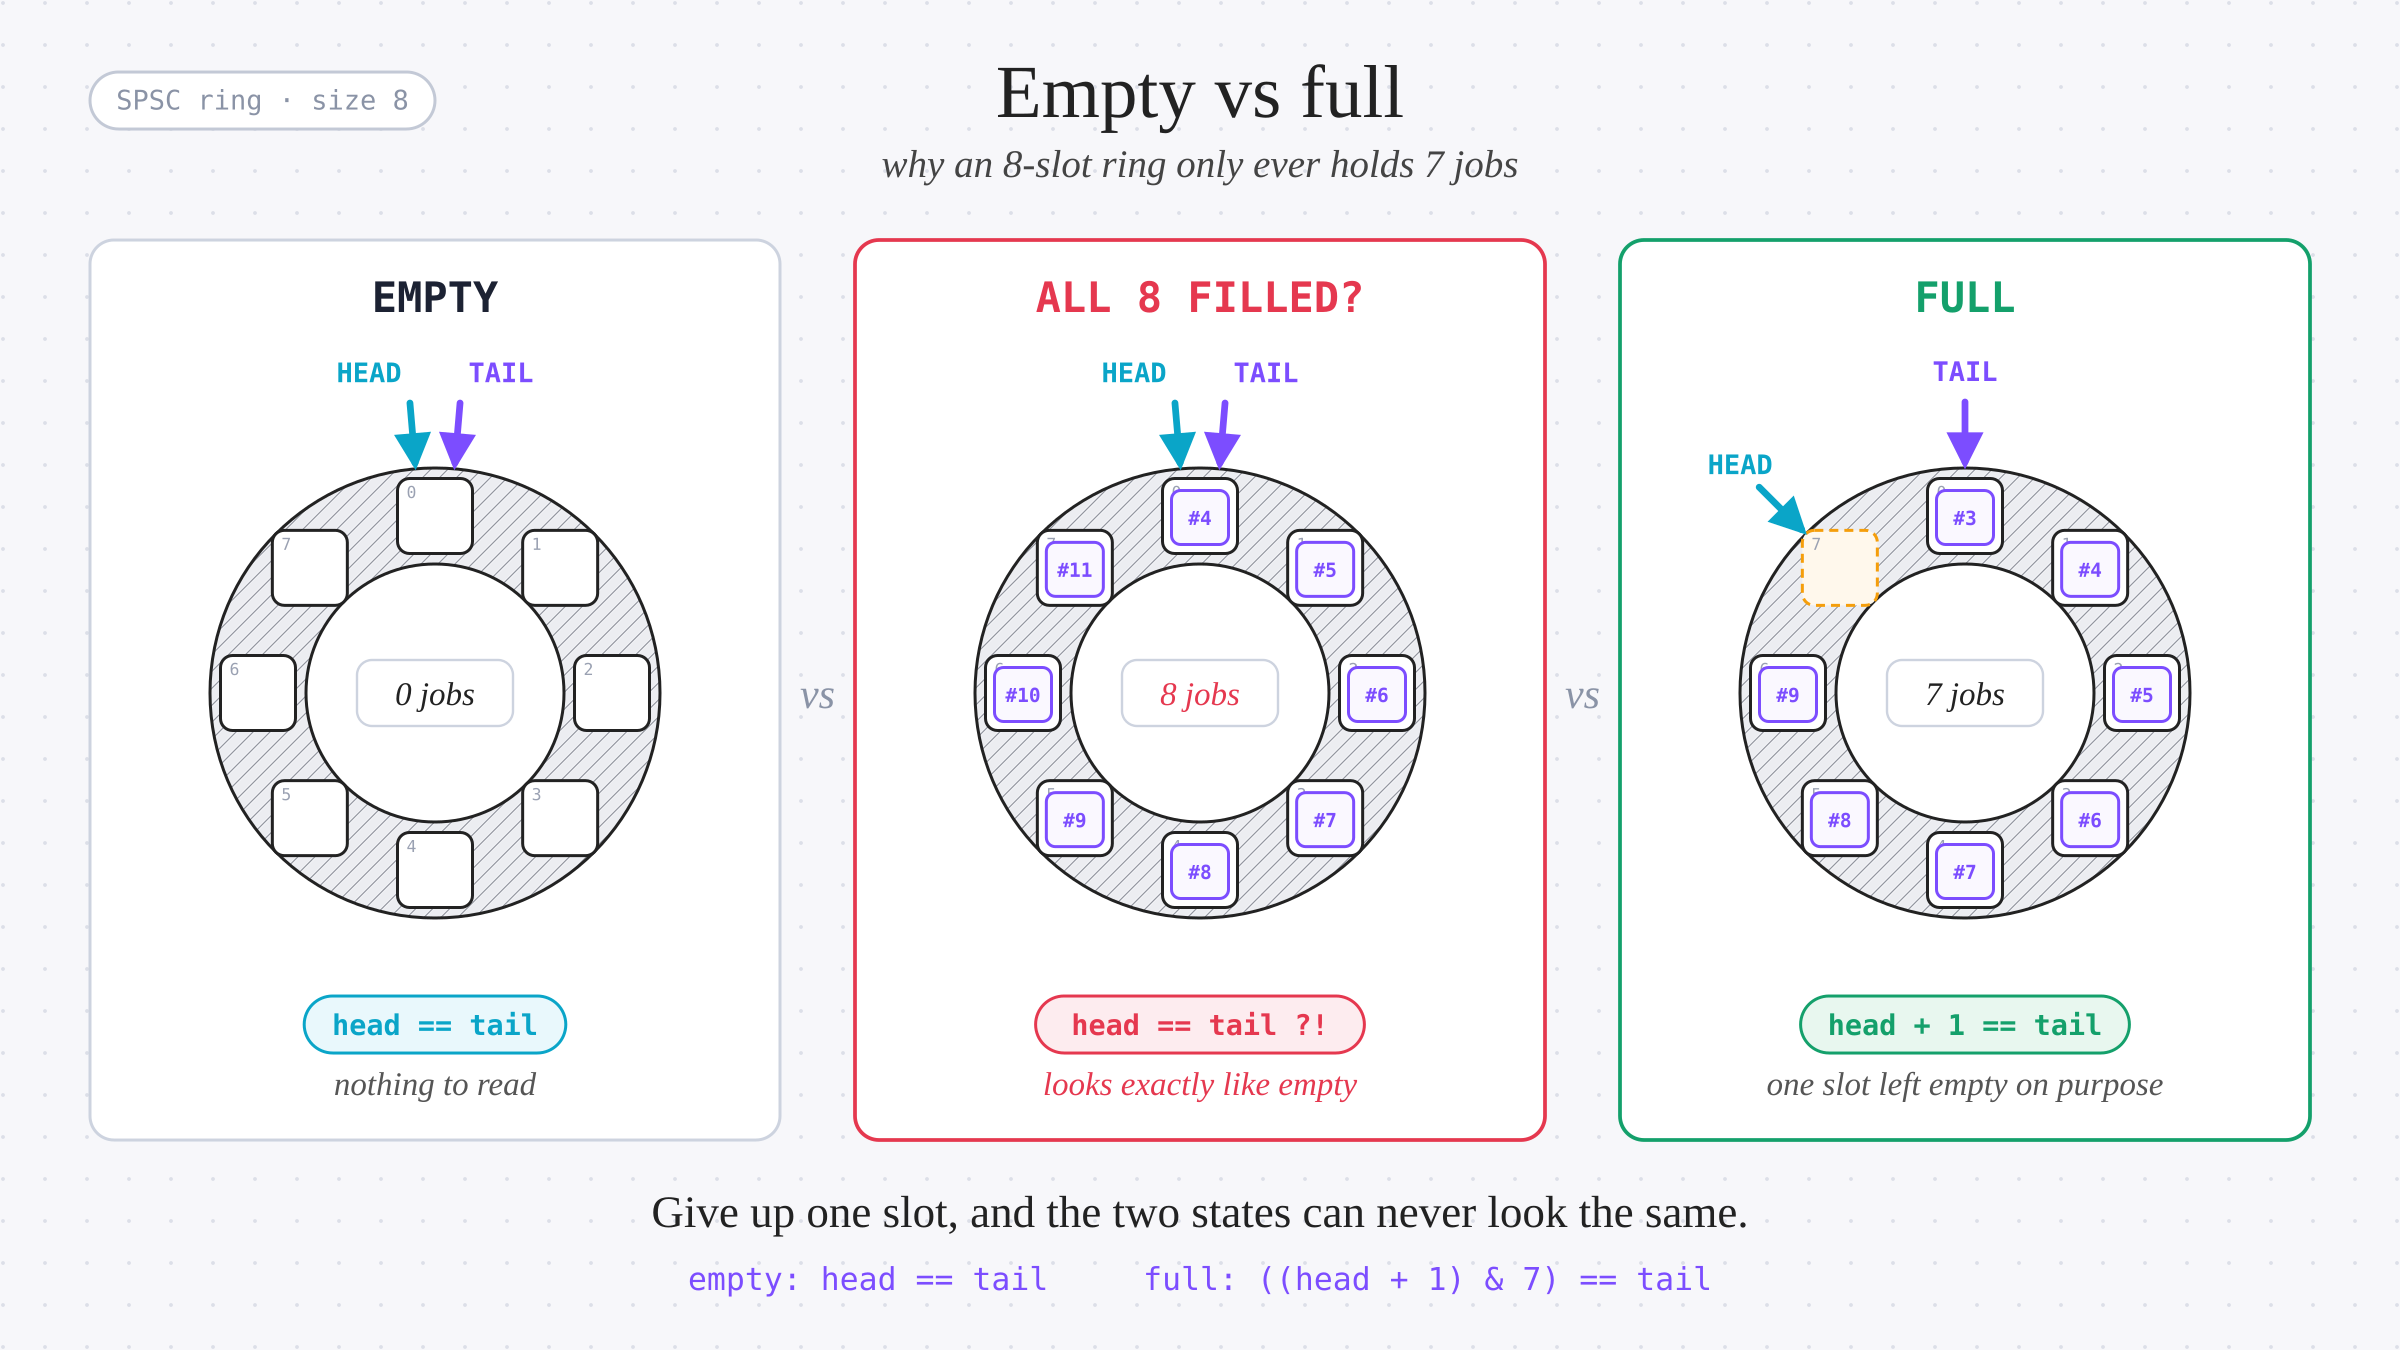 SPSC ring · size 8
Empty vs full
why an 8-slot ring only ever holds 7 jobs
EMPTY
HEAD
TAIL
0
1
2
3
4
5
6
7
0 jobs
head == tail
nothing to read
vs
ALL 8 FILLED?
HEAD
TAIL
#4
#5
#6
#7
#8
#9
#10
#11
8 jobs
head == tail ?!
looks exactly like empty
vs
FULL
TAIL
HEAD
#3
#4
#5
#6
#7
#8
#9
7
7 jobs
head + 1 == tail
one slot left empty on purpose
Give up one slot, and the two states can never look the same.
empty: head == tail full: ((head + 1) & 7) == tail